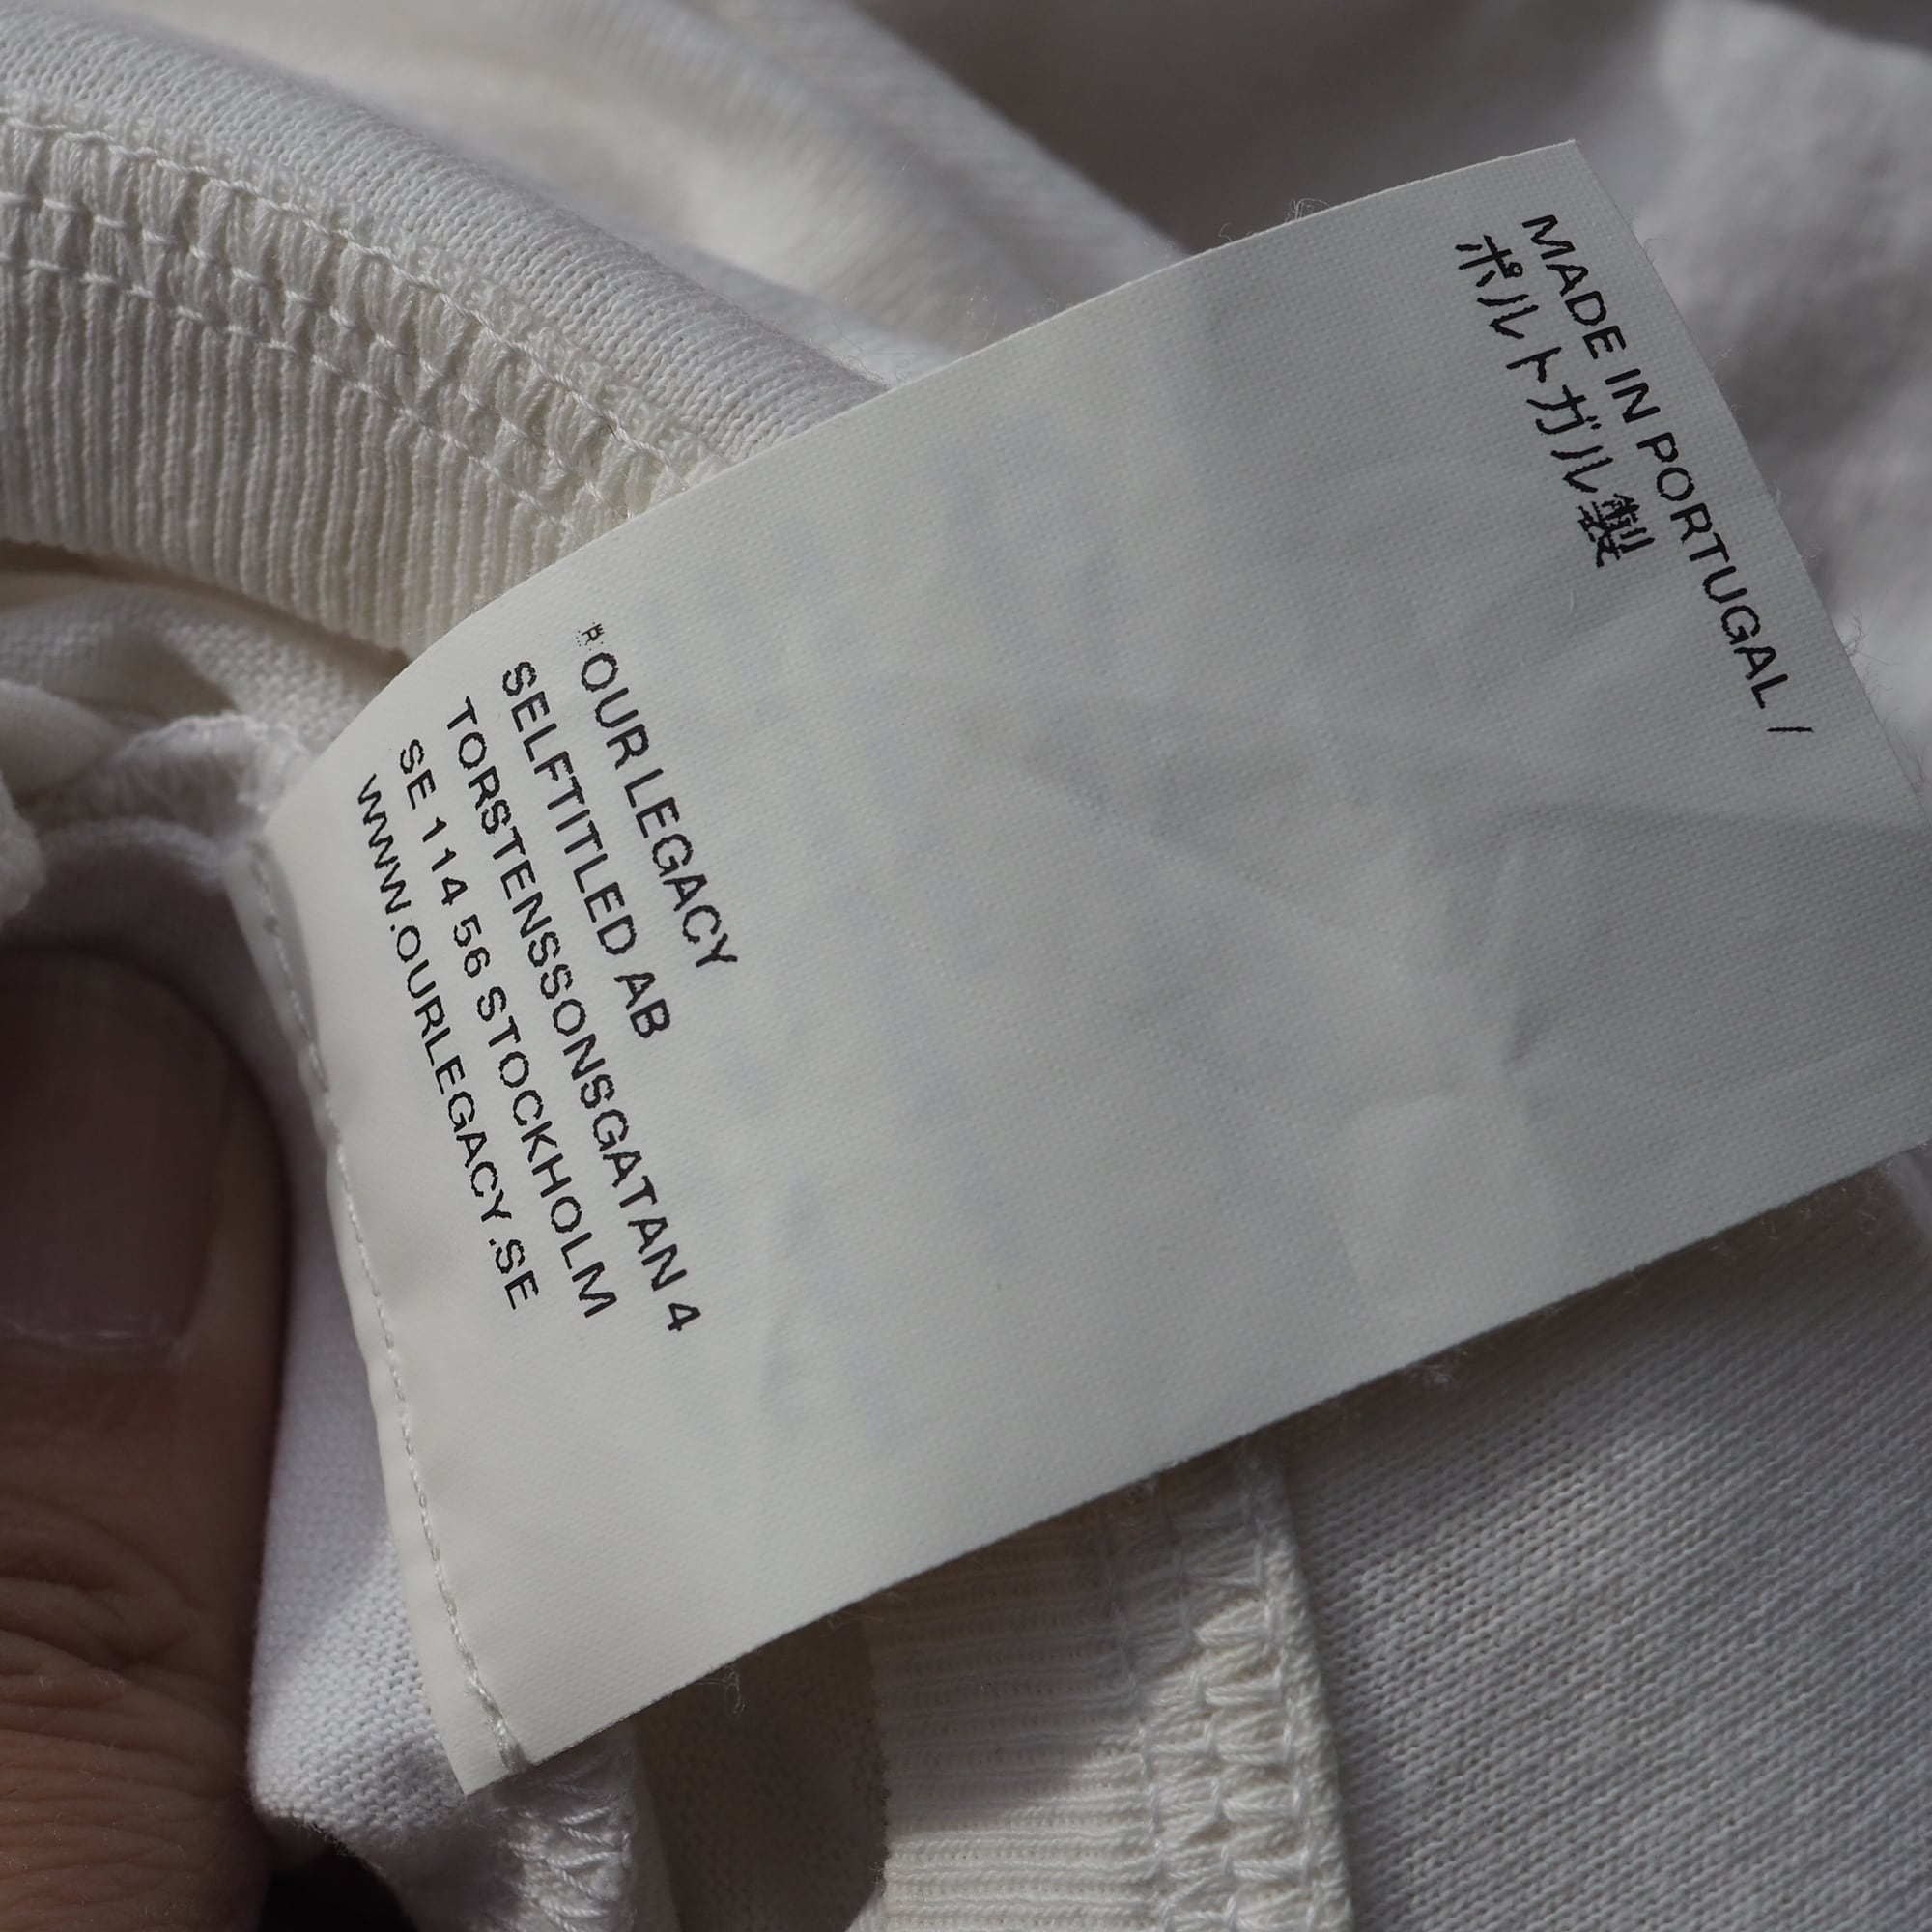 MADE IN PORTUGAL /
ポルトガル製
®OUR LEGACY
SELFTITLED AB
TORSTENSSONSGATAN 4
SE 114 56 STOCKHOLM
WWW.OURLEGACY.SE